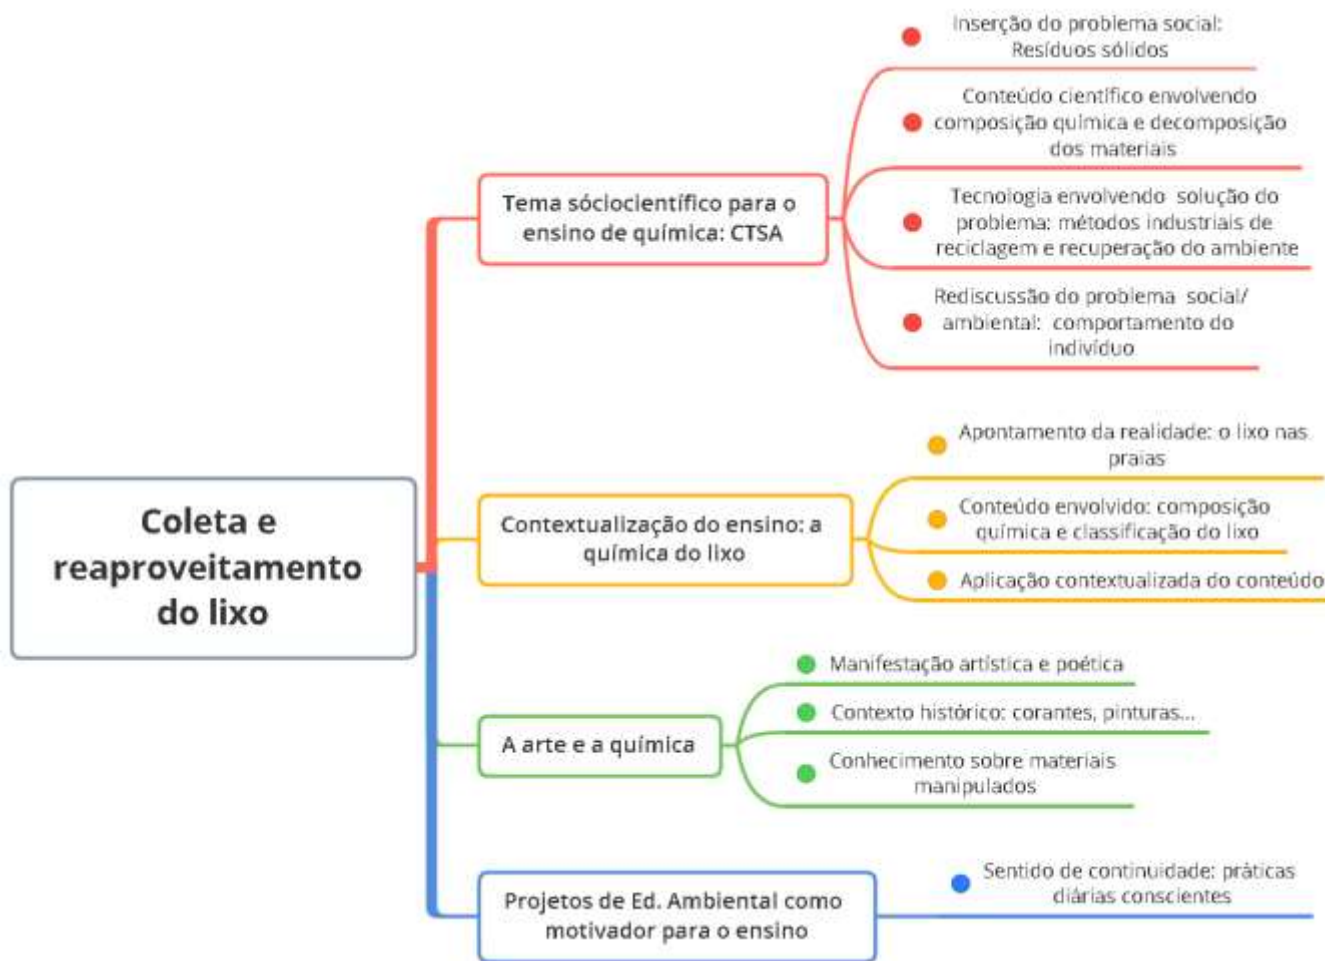 Coleta e
reaproveitamento
do lixo
Tema sóciocientífico para o
ensino de química: CTSA
Inserção do problema social:
Resíduos sólidos
Conteúdo científico envolvendo
composição química e decomposição
dos materiais
Tecnologia envolvendo solução do
problema: métodos industriais de
reciclagem e recuperação do ambiente
Rediscussão do problema social/
ambiental: comportamento do
indivíduo
Contextualização do ensino: a
química do lixo
Apontamento da realidade: o lixo nas
praias
Conteúdo envolvido: composição
química e classificação do lixo
Aplicação contextualizada do conteúdo
A arte e a química
Manifestação artística e poética
Contexto histórico: corantes, pinturas...
Conhecimento sobre materiais
manipulados
Projetos de Ed. Ambiental como
motivador para o ensino
Sentido de continuidade: práticas
diárias conscientes